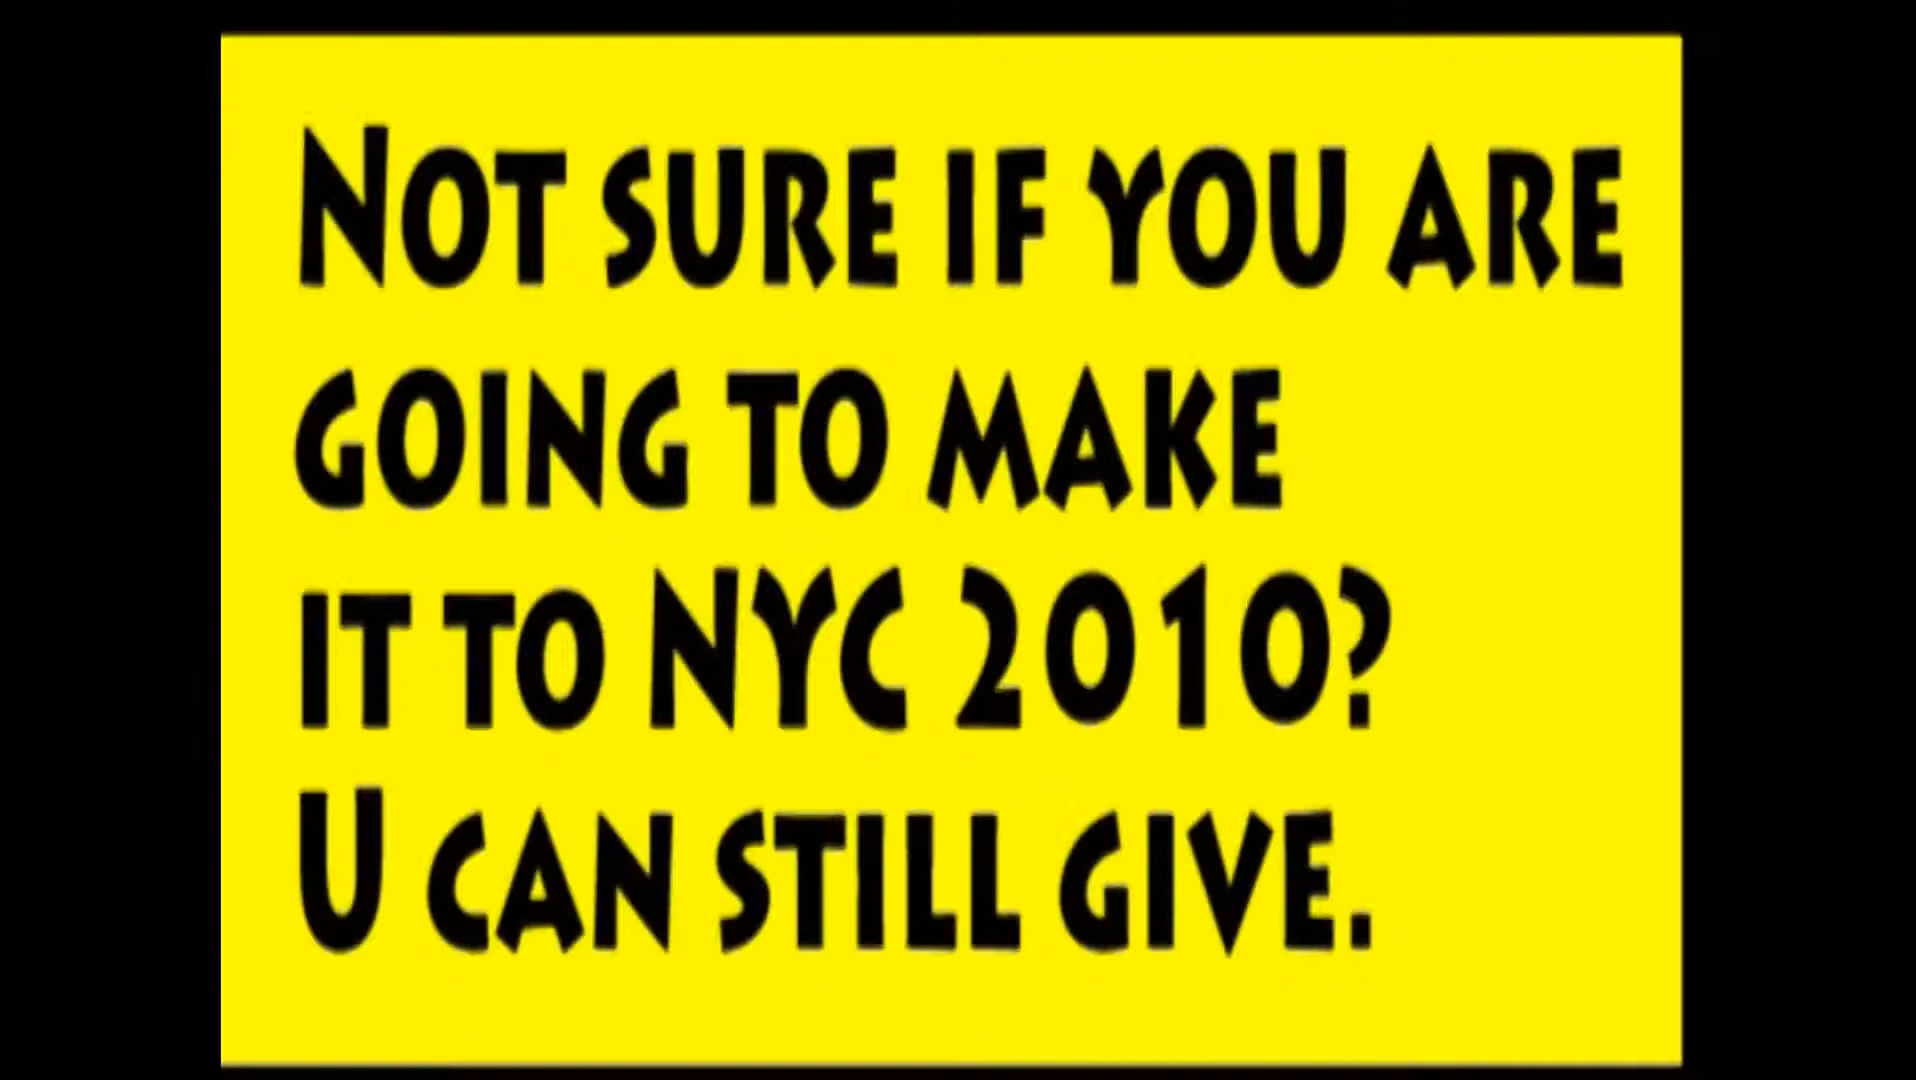 Not sure if you are
going to make
it to NYC 2010?
U can still give.